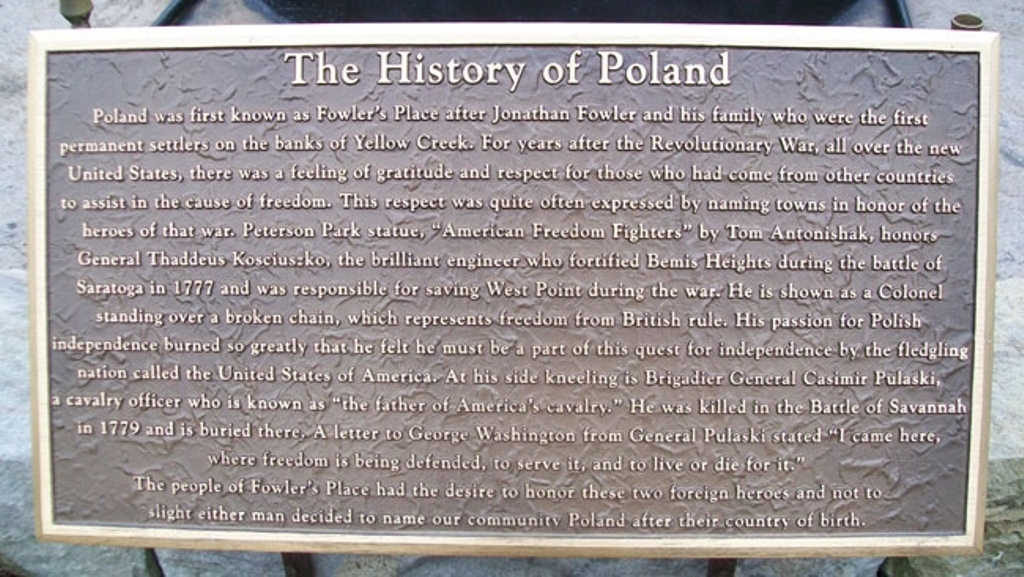 The History of Poland
Poland was first known as Fowler's Place after Jonathan Fowler and his family who were the first
permanent settlers on the banks of Yellow Creek. For years after the Revolutionary War, all over the new
United States, there was a feeling of gratitude and respect for those who had come from other countries
to assist in the cause of freedom. This respect was quite often expressed by naming towns in honor of the
heroes of that war. Peterson Park statue, "American Freedom Fighters" by Tom Antonishak, honors
General Thaddeus Kosciuszko, the brilliant engineer who fortified Bemis Heights during the battle of
Saratoga in 1777 and was responsible for saving West Point during the war. He is shown as a Colonel
standing over a broken chain, which represents freedom from British rule. His passion for Polish
independence burned so greatly that he felt he must be a part of this quest for independence by the fledgling
nation called the United States of America. At his side kneeling is Brigadier General Casimir Pulaski,
a cavalry officer who is known as "the father of America's cavalry." He was killed in the Battle of Savannah
in 1779 and is buried there. A letter to George Washington from General Pulaski stated "I came here,
where freedom is being defended, to serve it, and to live or die for it."
The people of Fowler's Place had the desire to honor these two foreign heroes and not to
slight either man decided to name our community Poland after their country of birth.